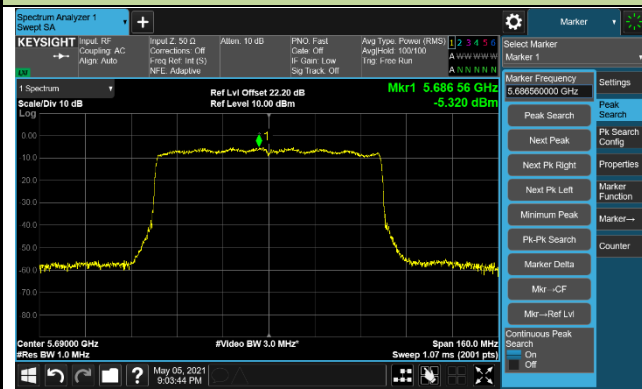 Spectrum Analyzer 1
Swept SA
Marker
KEYSIGHT
Input: RF
Coupling: AC
Align: Auto
Input Z: 50 Ω
Corrections: Off
Freq Ref: Int (S)
NFE: Adaptive
Atten: 10 dB
PNO: Fast
Gate: Off
IF Gain: Low
Sig Track: Off
Avg Type: Power (RMS)
Avg|Hold: 100/100
Trig: Free Run
1 2 3 4 5 6
A W W W W W
A N N N N N
LXI
Select Marker
Marker 1
1 Spectrum
Scale/Div 10 dB
Log
Ref Lvl Offset 22.20 dB
Ref Level 10.00 dBm
Mkr1 5.686 56 GHz
-5.320 dBm
1
0.00
-10.0
-20.0
-30.0
-40.0
-50.0
-60.0
-70.0
-80.0
Center 5.69000 GHz
#Res BW 1.0 MHz
#Video BW 3.0 MHz*
Span 160.0 MHz
Sweep 1.07 ms (2001 pts)
Marker Frequency
5.686560000 GHz
Peak Search
Next Peak
Next Pk Right
Next Pk Left
Minimum Peak
Pk-Pk Search
Marker Delta
Mkr→CF
Mkr→Ref Lvl
Continuous Peak
Search
On
Off
Settings
Peak
Search
Pk Search
Config
Properties
Marker
Function
Marker→
Counter
?
May 05, 2021
9:03:44 PM